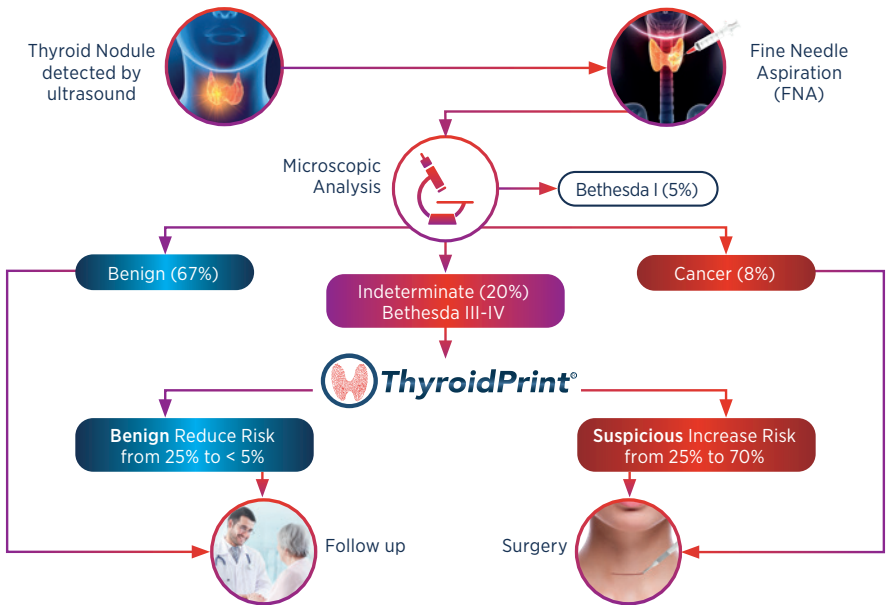 Thyroid Nodule
detected by
ultrasound
Fine Needle
Aspiration
(FNA)
Microscopic
Analysis
Bethesda I (5%)
Benign (67%)
Indeterminate (20%)
Bethesda III-IV
Cancer (8%)
ThyroidPrint®
Benign Reduce Risk
from 25% to < 5%
Suspicious Increase Risk
from 25% to 70%
Follow up
Surgery